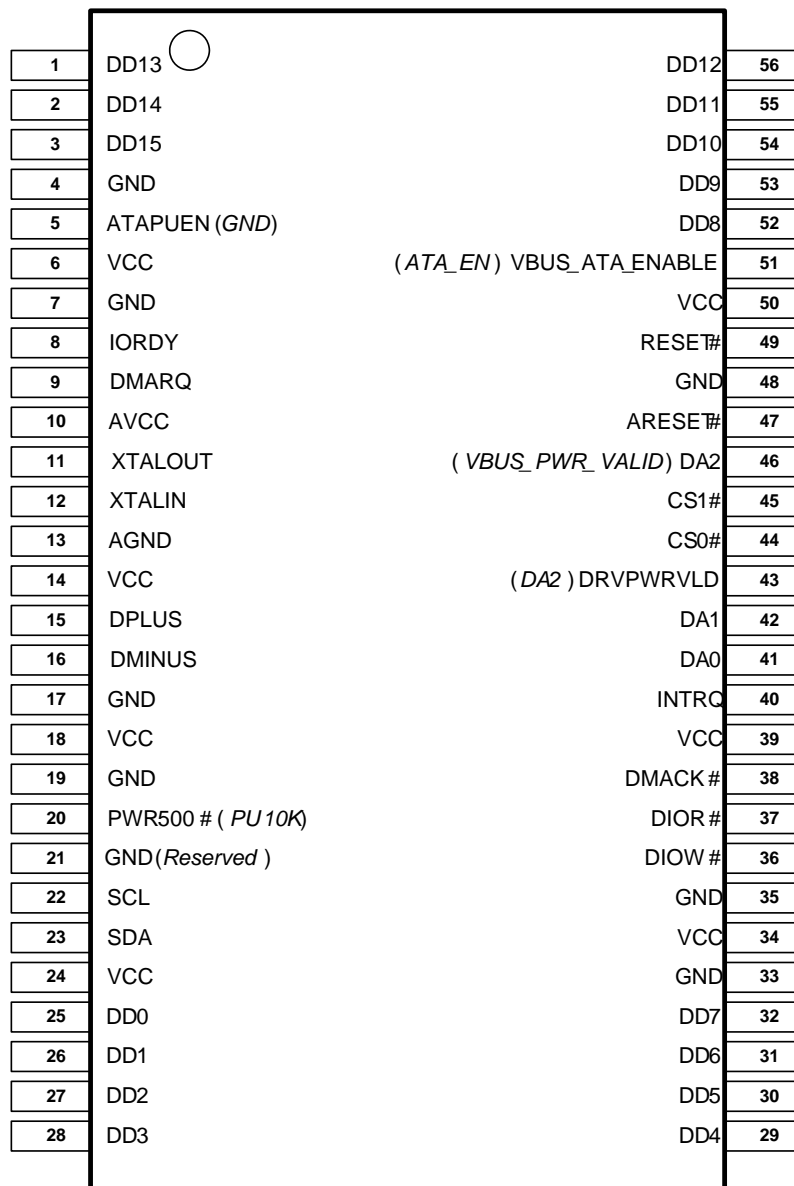 1 DD13 DD12 56
2 DD14 DD11 55
3 DD15 DD10 54
4 GND DD9 53
5 ATAPUEN (GND) DD8 52
6 VCC (ATA_EN) VBUS_ATA_ENABLE 51
7 GND VCC 50
8 IORDY RESET# 49
9 DMARQ GND 48
10 AVCC ARESET# 47
11 XTALOUT (VBUS_PWR_VALID) DA2 46
12 XTALIN CS1# 45
13 AGND CS0# 44
14 VCC (DA2) DRVPWRVLD 43
15 DPLUS DA1 42
16 DMINUS DA0 41
17 GND INTRQ 40
18 VCC VCC 39
19 GND DMACK# 38
20 PWR500# (PU10K) DIOR# 37
21 GND (Reserved) DIOW# 36
22 SCL GND 35
23 SDA VCC 34
24 VCC GND 33
25 DD0 DD7 32
26 DD1 DD6 31
27 DD2 DD5 30
28 DD3 DD4 29